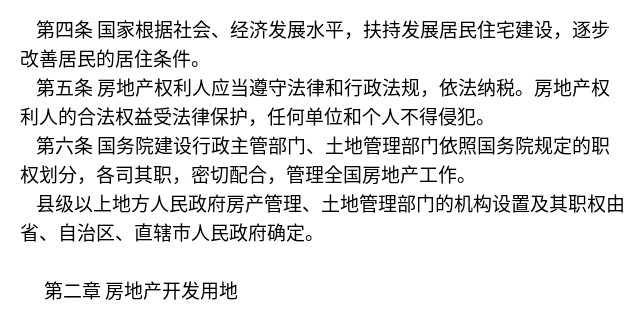 第四条 国家根据社会、经济发展水平，扶持发展居民住宅建设，逐步
改善居民的居住条件。
第五条 房地产权利人应当遵守法律和行政法规，依法纳税。房地产权
利人的合法权益受法律保护，任何单位和个人不得侵犯。
第六条 国务院建设行政主管部门、土地管理部门依照国务院规定的职
权划分，各司其职，密切配合，管理全国房地产工作。
县级以上地方人民政府房产管理、土地管理部门的机构设置及其职权由
省、自治区、直辖市人民政府确定。
第二章 房地产开发用地